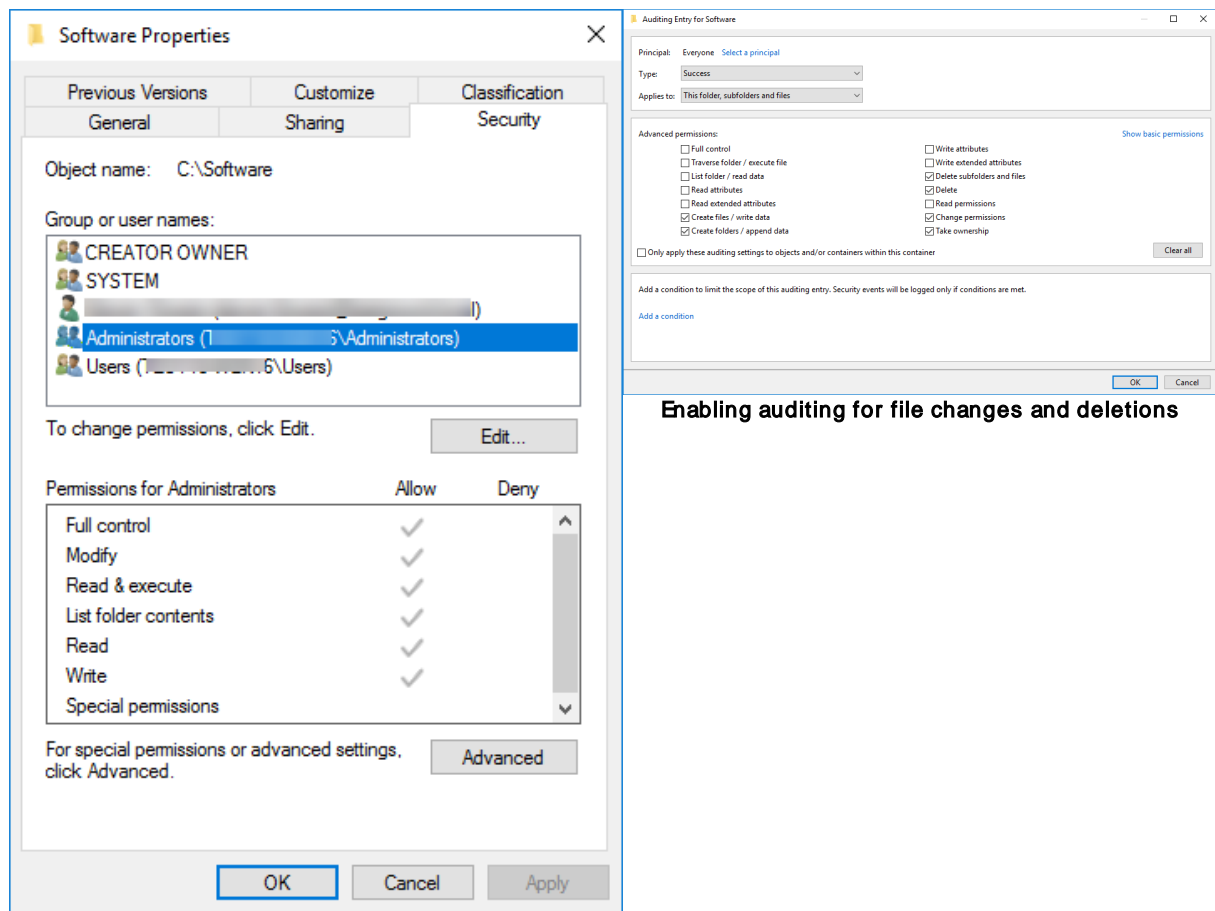 Software Properties
Previous Versions
Customize
Classification
General
Sharing
Security
Object name: C:\Software
Group or user names:
CREATOR OWNER
SYSTEM
Administrators ( 6\Administrators)
Users ( 6\Users)
To change permissions, click Edit.
Edit...
Permissions for Administrators
Allow
Deny
Full control
Modify
Read & execute
List folder contents
Read
Write
Special permissions
For special permissions or advanced settings,
click Advanced.
Advanced
OK
Cancel
Apply
Auditing Entry for Software
Principal: Everyone Select a principal
Type: Success
Applies to: This folder, subfolders and files
Advanced permissions:
Show basic permissions
Full control
Traverse folder / execute file
List folder / read data
Read attributes
Read extended attributes
Create files / write data
Create folders / append data
Write attributes
Write extended attributes
Delete subfolders and files
Delete
Read permissions
Change permissions
Take ownership
Only apply these auditing settings to objects and/or containers within this container
Clear all
Add a condition to limit the scope of this auditing entry. Security events will be logged only if conditions are met.
Add a condition
OK
Cancel
Enabling auditing for file changes and deletions